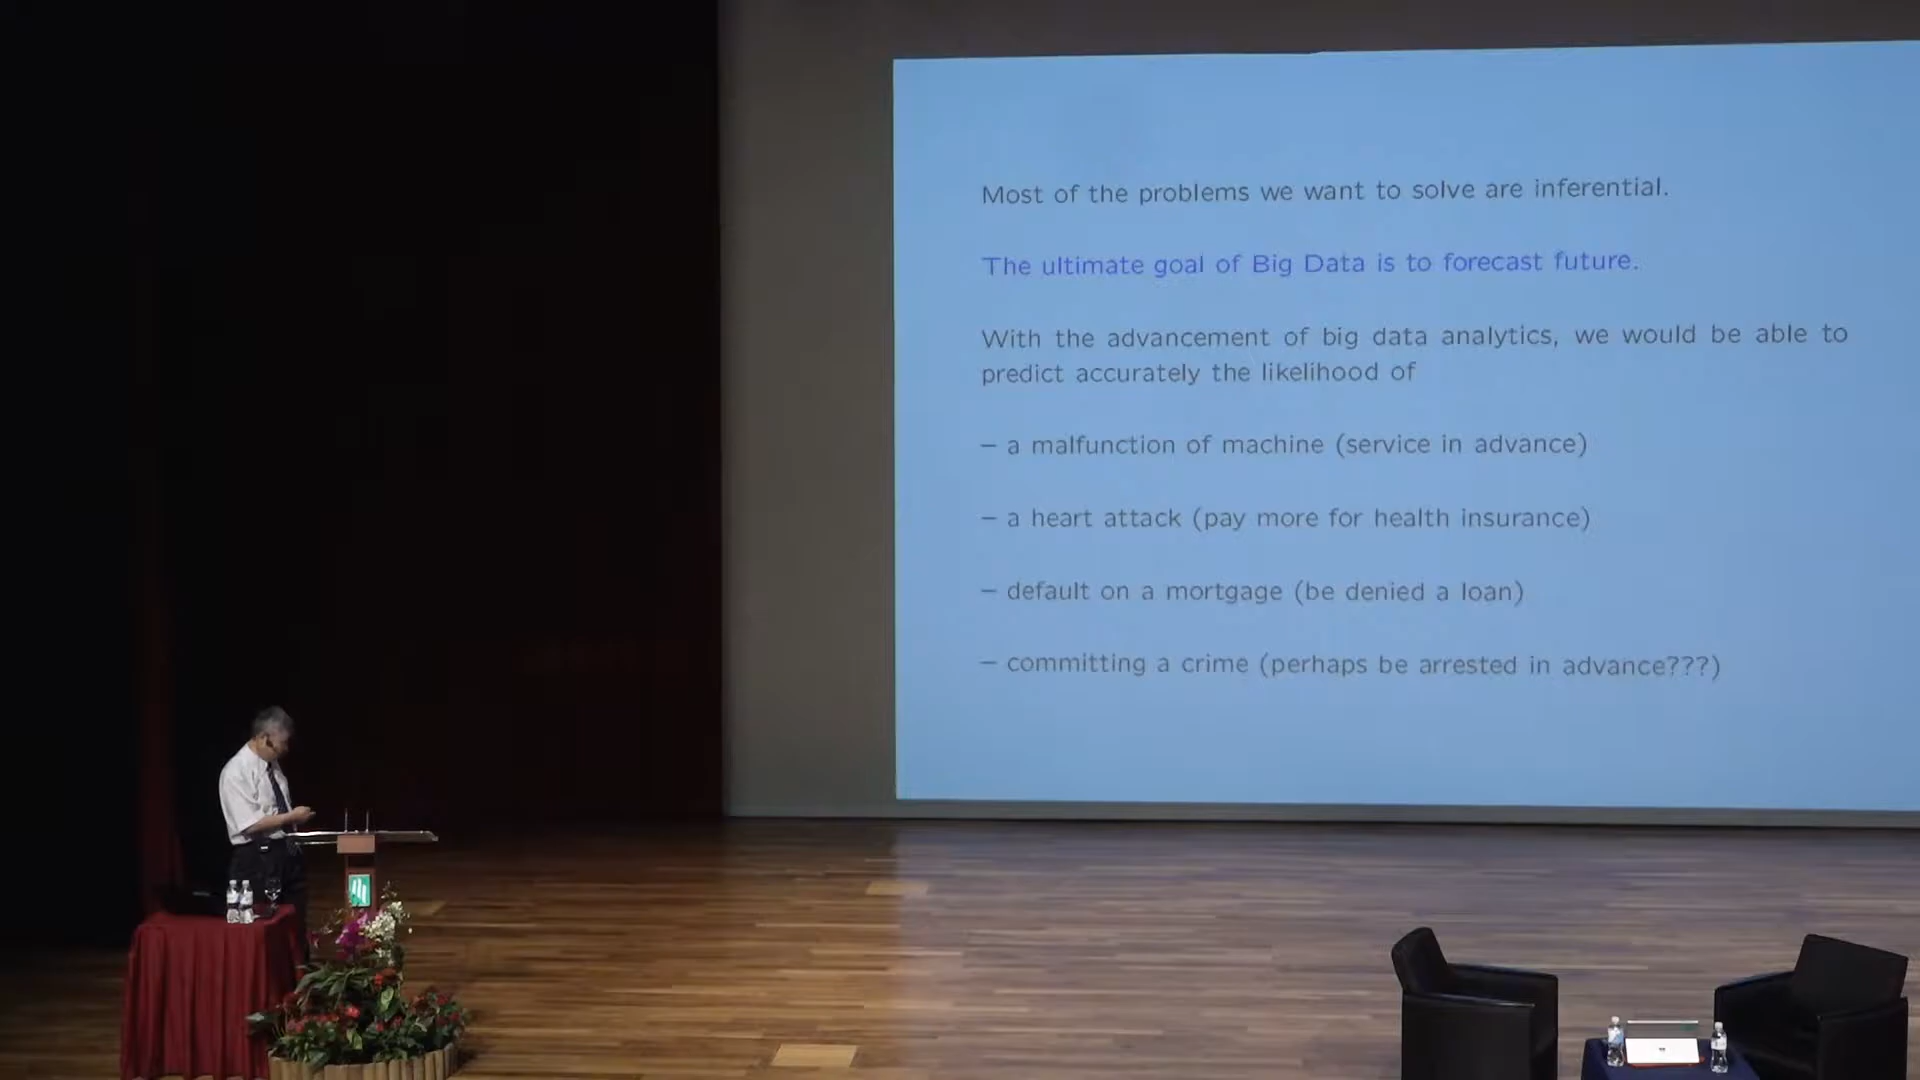 Most of the problems we want to solve are inferential.
The ultimate goal of Big Data is to forecast future.
With the advancement of big data analytics, we would be able to
predict accurately the likelihood of
– a malfunction of machine (service in advance)
– a heart attack (pay more for health insurance)
– default on a mortgage (be denied a loan)
– committing a crime (perhaps be arrested in advance???)